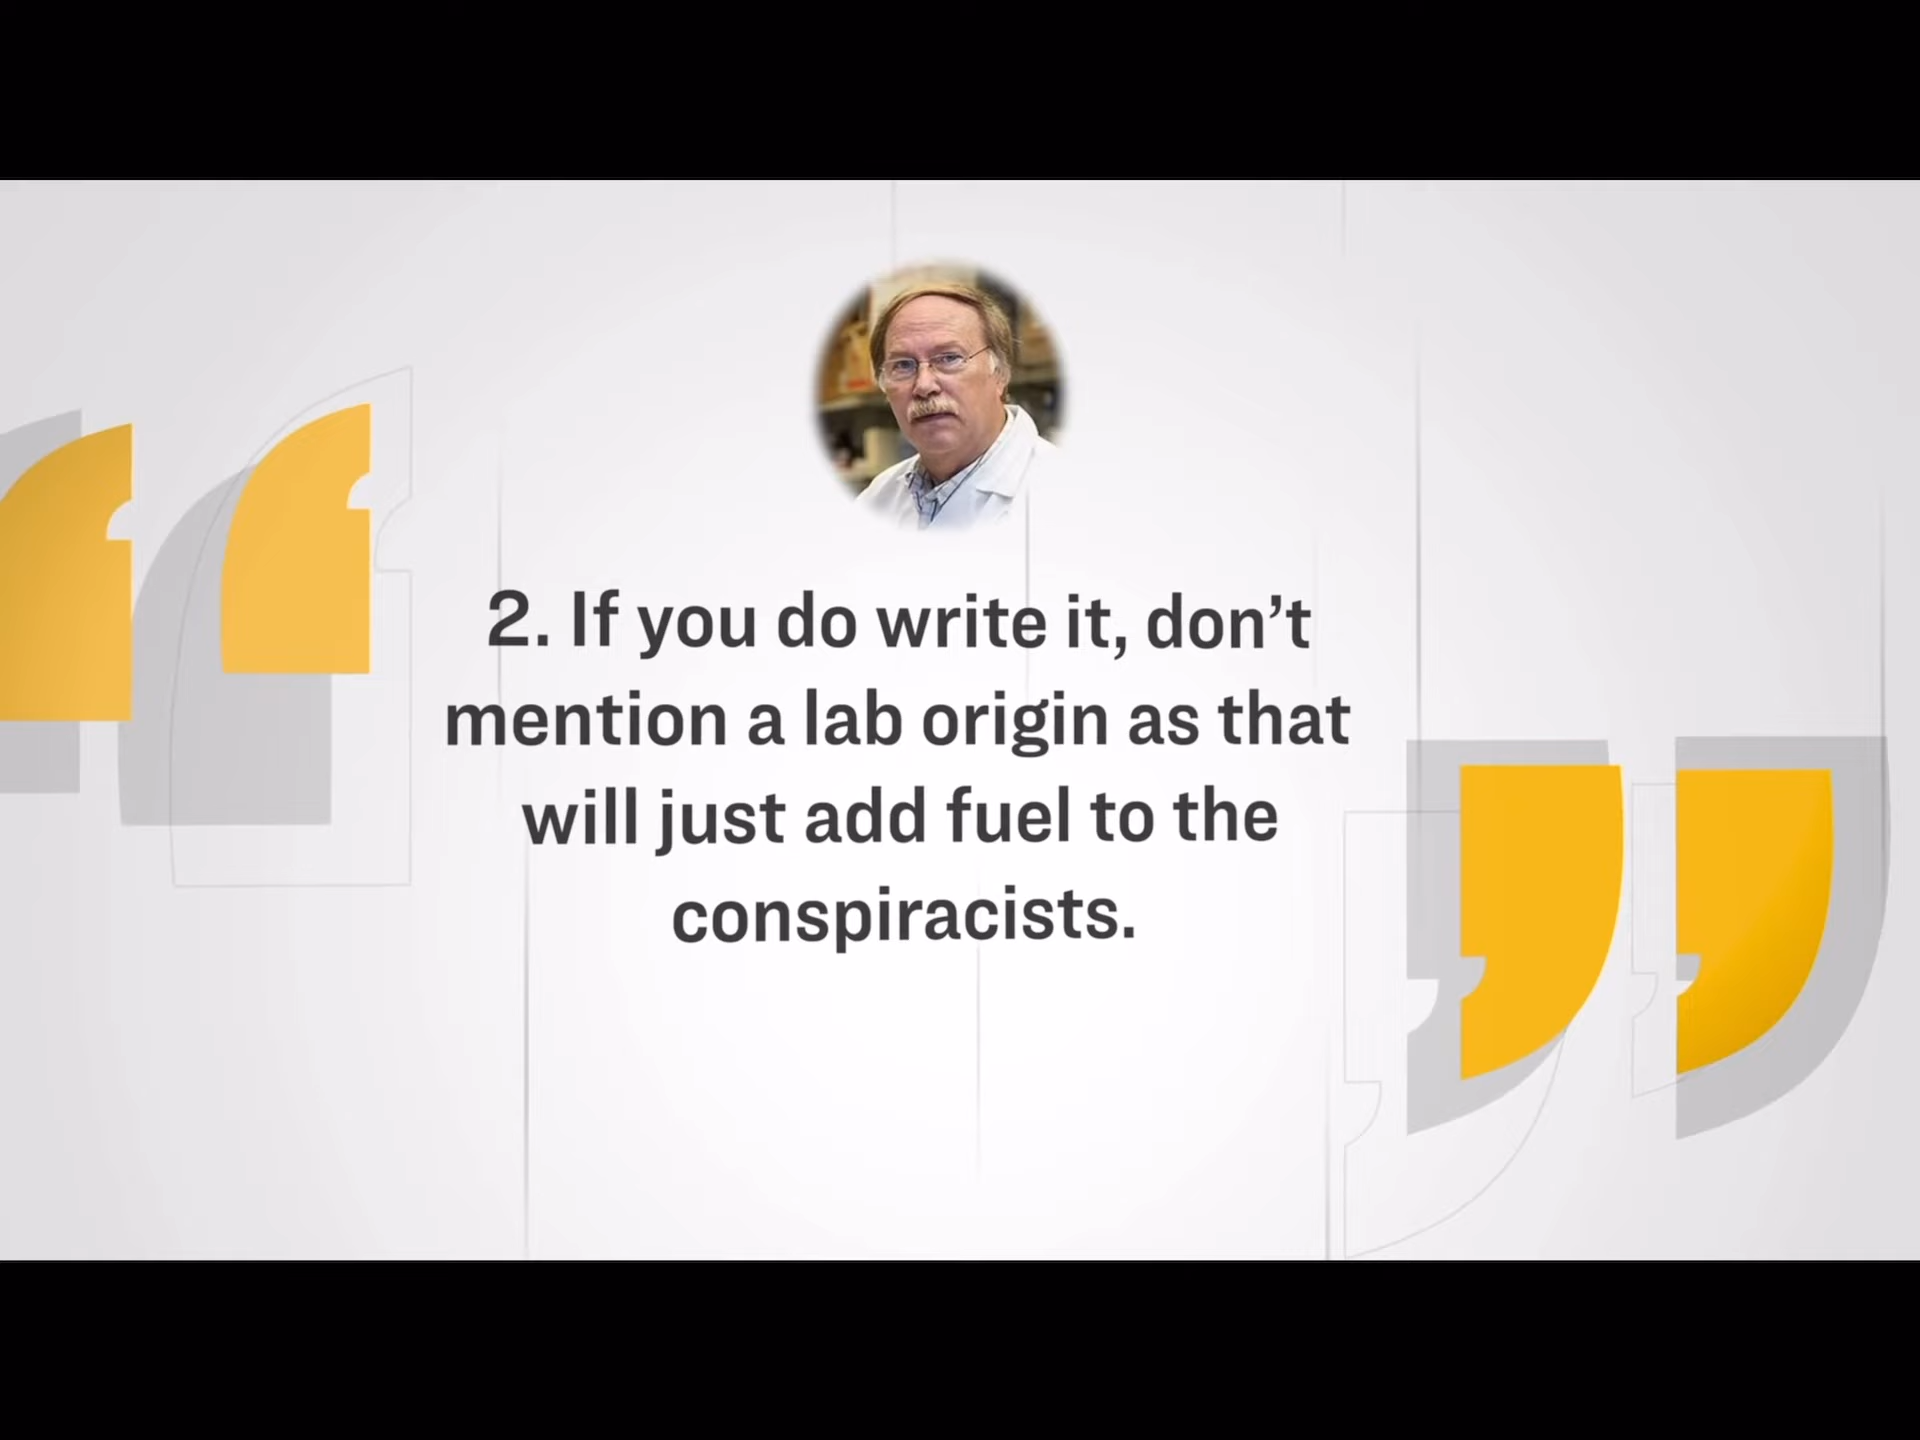 2. If you do write it, don’t
mention a lab origin as that
will just add fuel to the
conspiracists.